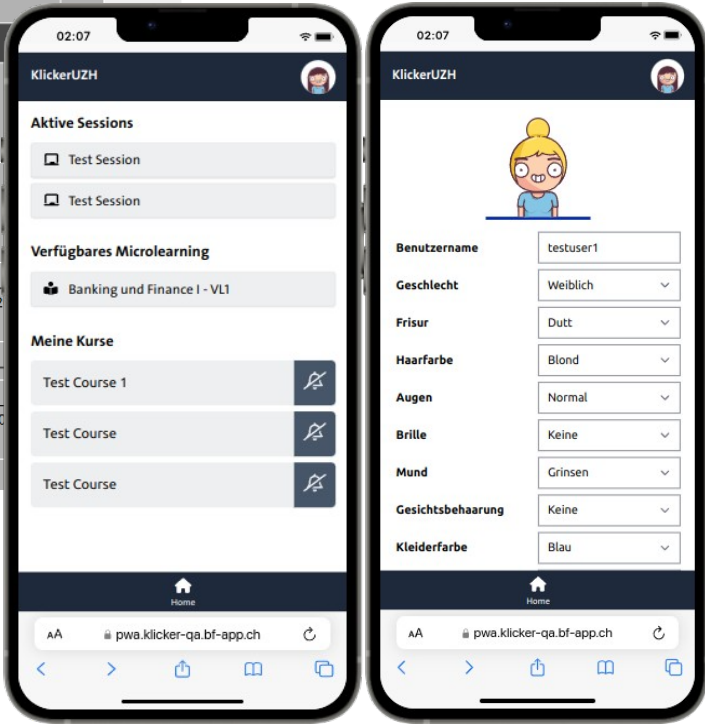 02:07
KlickerUZH
Aktive Sessions
Test Session
Test Session
Verfügbares Microlearning
Banking und Finance I - VL1
Meine Kurse
Test Course 1
Test Course
Test Course
Home
AA
pwa.klicker-qa.bf-app.ch
02:07
KlickerUZH
Benutzername testuser1
Geschlecht Weiblich
Frisur Dutt
Haarfarbe Blond
Augen Normal
Brille Keine
Mund Grinsen
Gesichtsbehaarung Keine
Kleiderfarbe Blau
Home
AA
pwa.klicker-qa.bf-app.ch